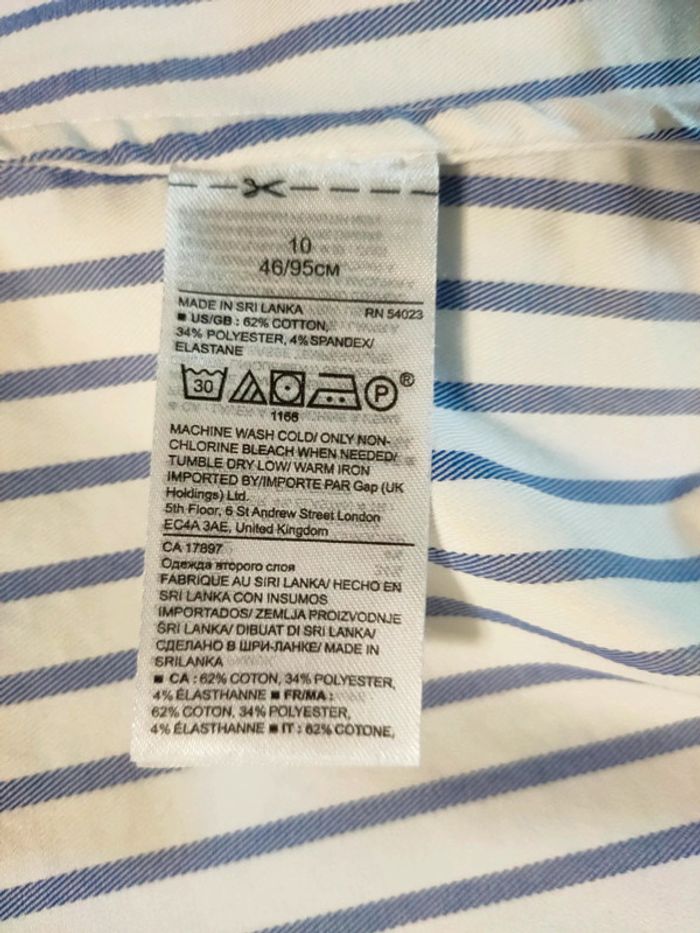 10
46/95CM
MADE IN SRI LANKA RN 54023
■ US/GB : 62% COTTON,
34% POLYESTER, 4% SPANDEX/
ELASTANE
30 P ®
1166
MACHINE WASH COLD/ ONLY NON-
CHLORINE BLEACH WHEN NEEDED/
TUMBLE DRY LOW/ WARM IRON
IMPORTED BY/IMPORTE PAR Gap (UK
Holdings) Ltd.
5th Floor, 6 St Andrew Street London
EC4A 3AE, United Kingdom
CA 17897
Одежда второго слоя
FABRIQUE AU SIRI LANKA/ HECHO EN
SRI LANKA CON INSUMOS
IMPORTADOS/ ZEMLJA PROIZVODNJE
ŠRI LANKA/ DIBUAT DI SRI LANKA/
СДЕЛАНО В ШРИ-ЛАНКЕ/ MADE IN
SRILANKA
■ CA : 62% COTON, 34% POLYESTER,
4% ÉLASTHANNE ■ FR/MA :
62% COTON, 34% POLYESTER,
4% ÉLASTHANNE ■ IT : 62% COTONE,